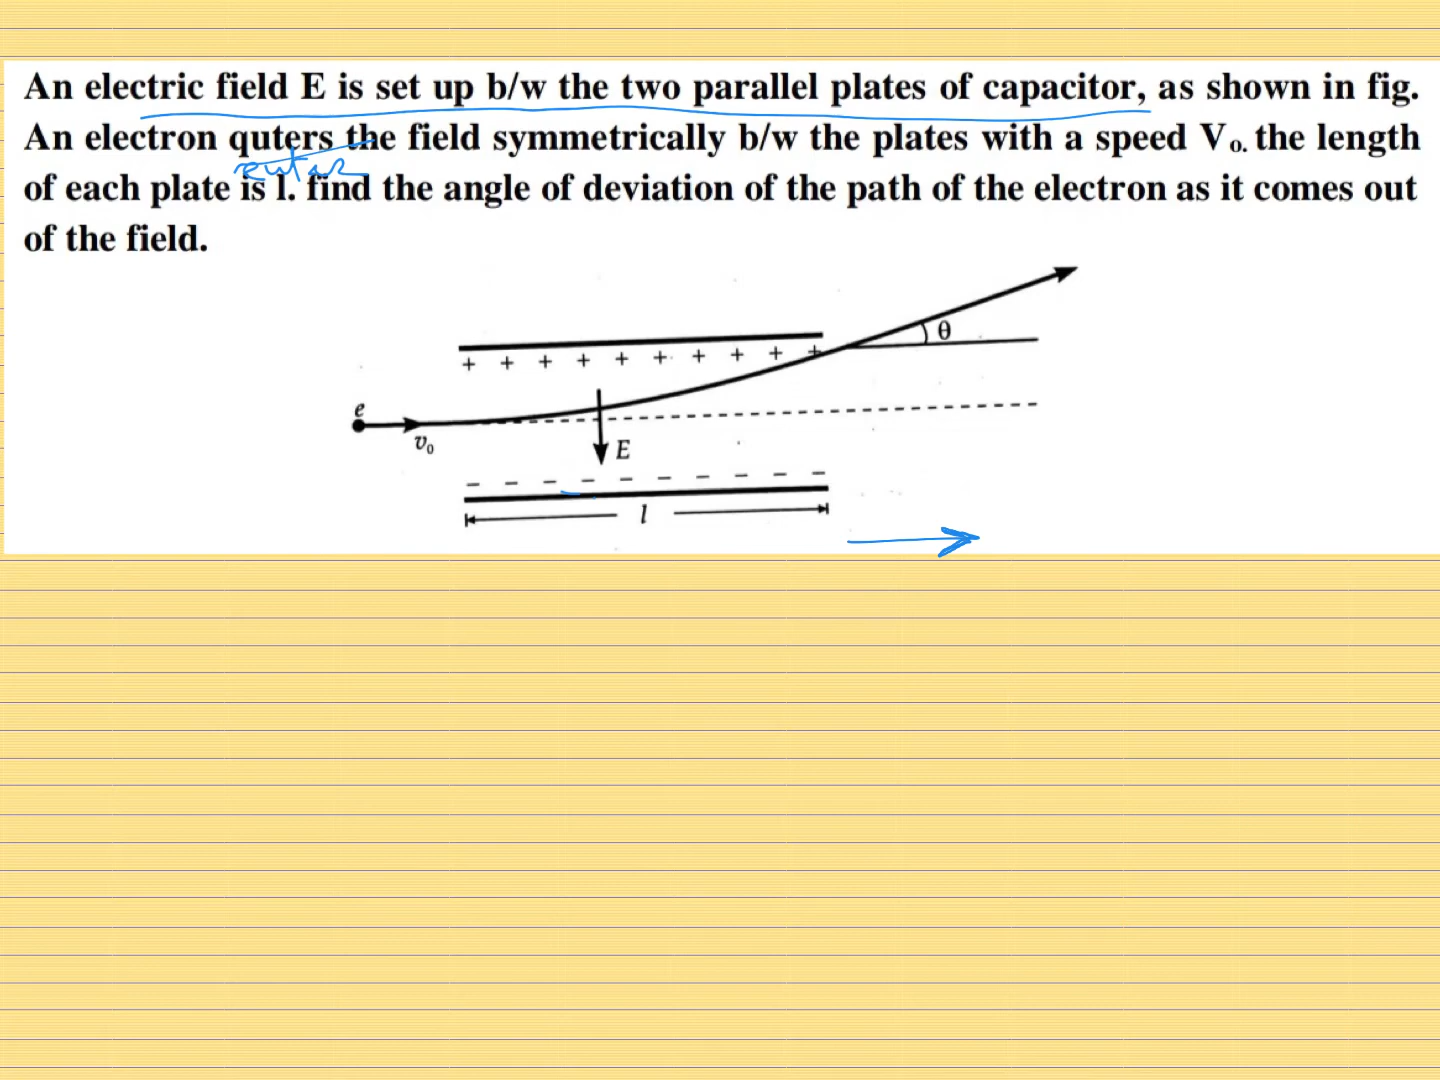 An electric field E is set up b/w the two parallel plates of capacitor, as shown in fig.
An electron quters the field symmetrically b/w the plates with a speed Vo. the length
enter
of each plate is l. find the angle of deviation of the path of the electron as it comes out
of the field.
θ
+ + + + + + + + + +
e
v0
E
− − − − − − − − − −
l